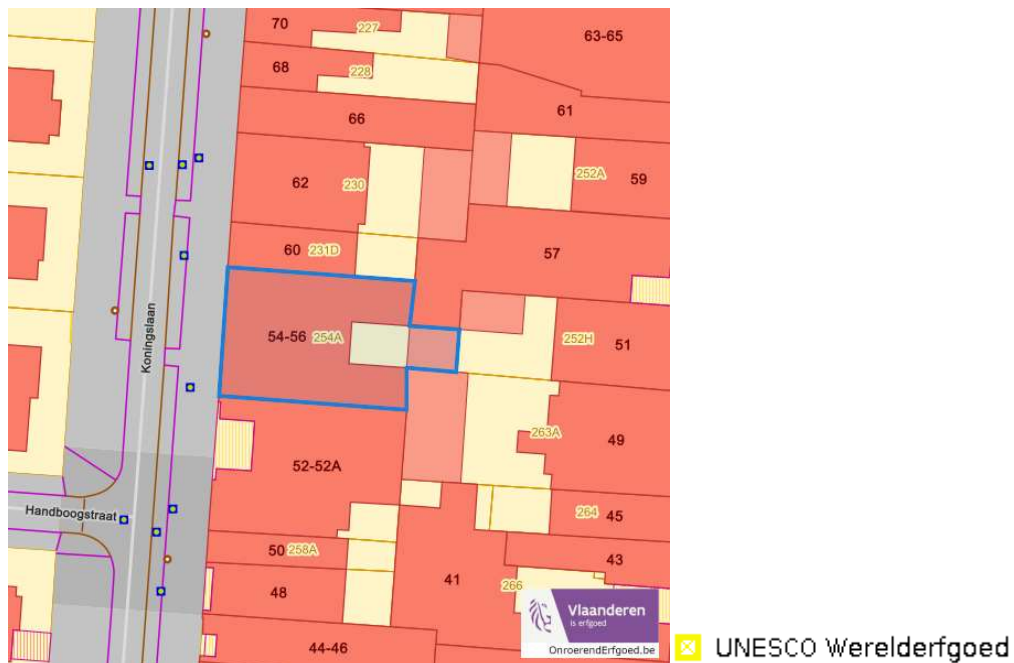 70
227
63-65
68
228
66
61
62
230
252A
59
60
231D
57
Koningslaan
54-56
254A
252H
51
263A
49
52-52A
Handboogstraat
264
45
50
258A
43
48
41
266
44-46
Vlaanderen
is erfgoed
OnroerendErfgoed.be
UNESCO Werelderfgoed